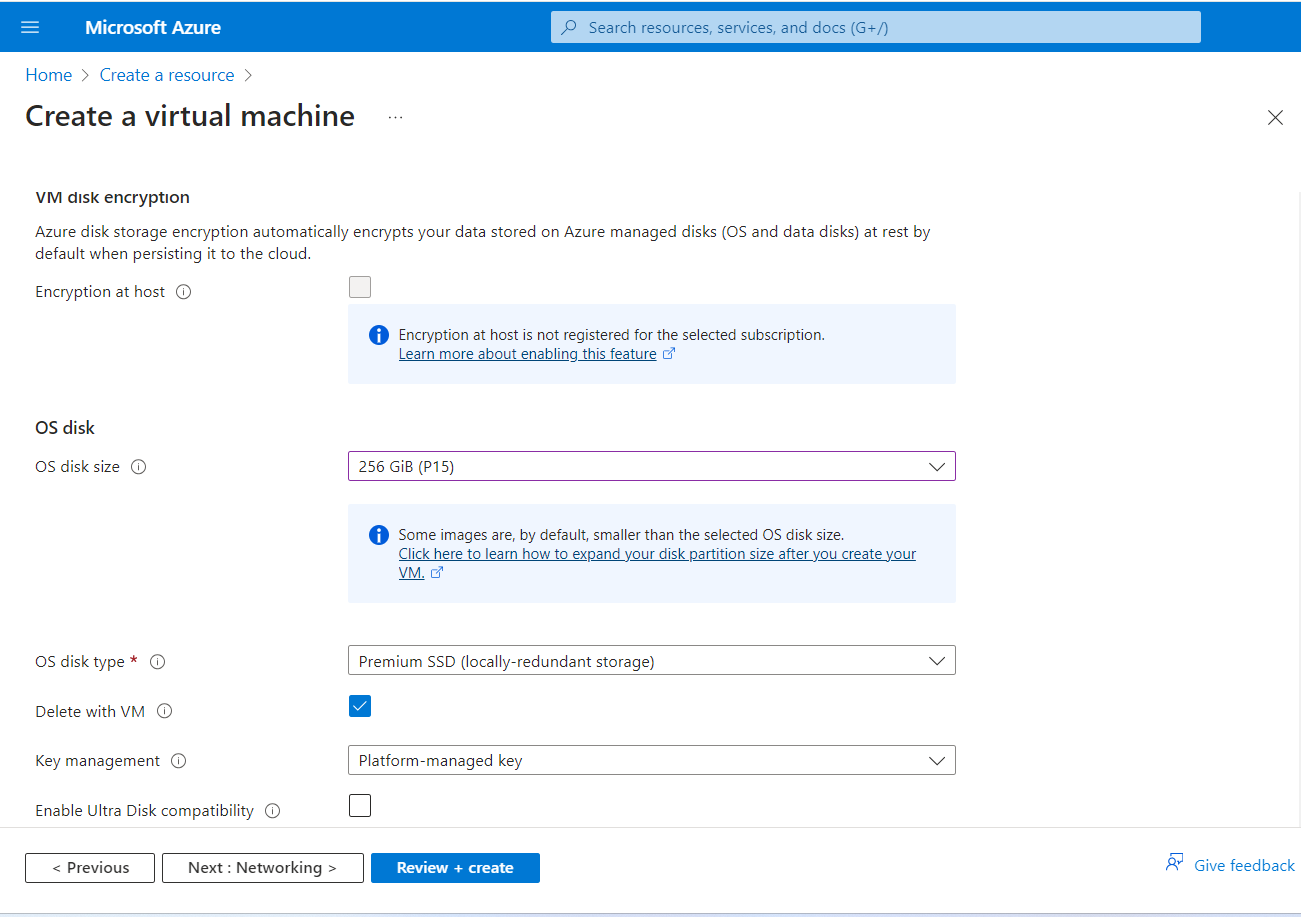 Microsoft Azure
Search resources, services, and docs (G+/)
Home > Create a resource >
Create a virtual machine ...
VM disk encryption
Azure disk storage encryption automatically encrypts your data stored on Azure managed disks (OS and data disks) at rest by
default when persisting it to the cloud.
Encryption at host
Encryption at host is not registered for the selected subscription.
Learn more about enabling this feature
OS disk
OS disk size
256 GiB (P15)
Some images are, by default, smaller than the selected OS disk size.
Click here to learn how to expand your disk partition size after you create your
VM.
OS disk type *
Premium SSD (locally-redundant storage)
Delete with VM
Key management
Platform-managed key
Enable Ultra Disk compatibility
< Previous
Next : Networking >
Review + create
Give feedback